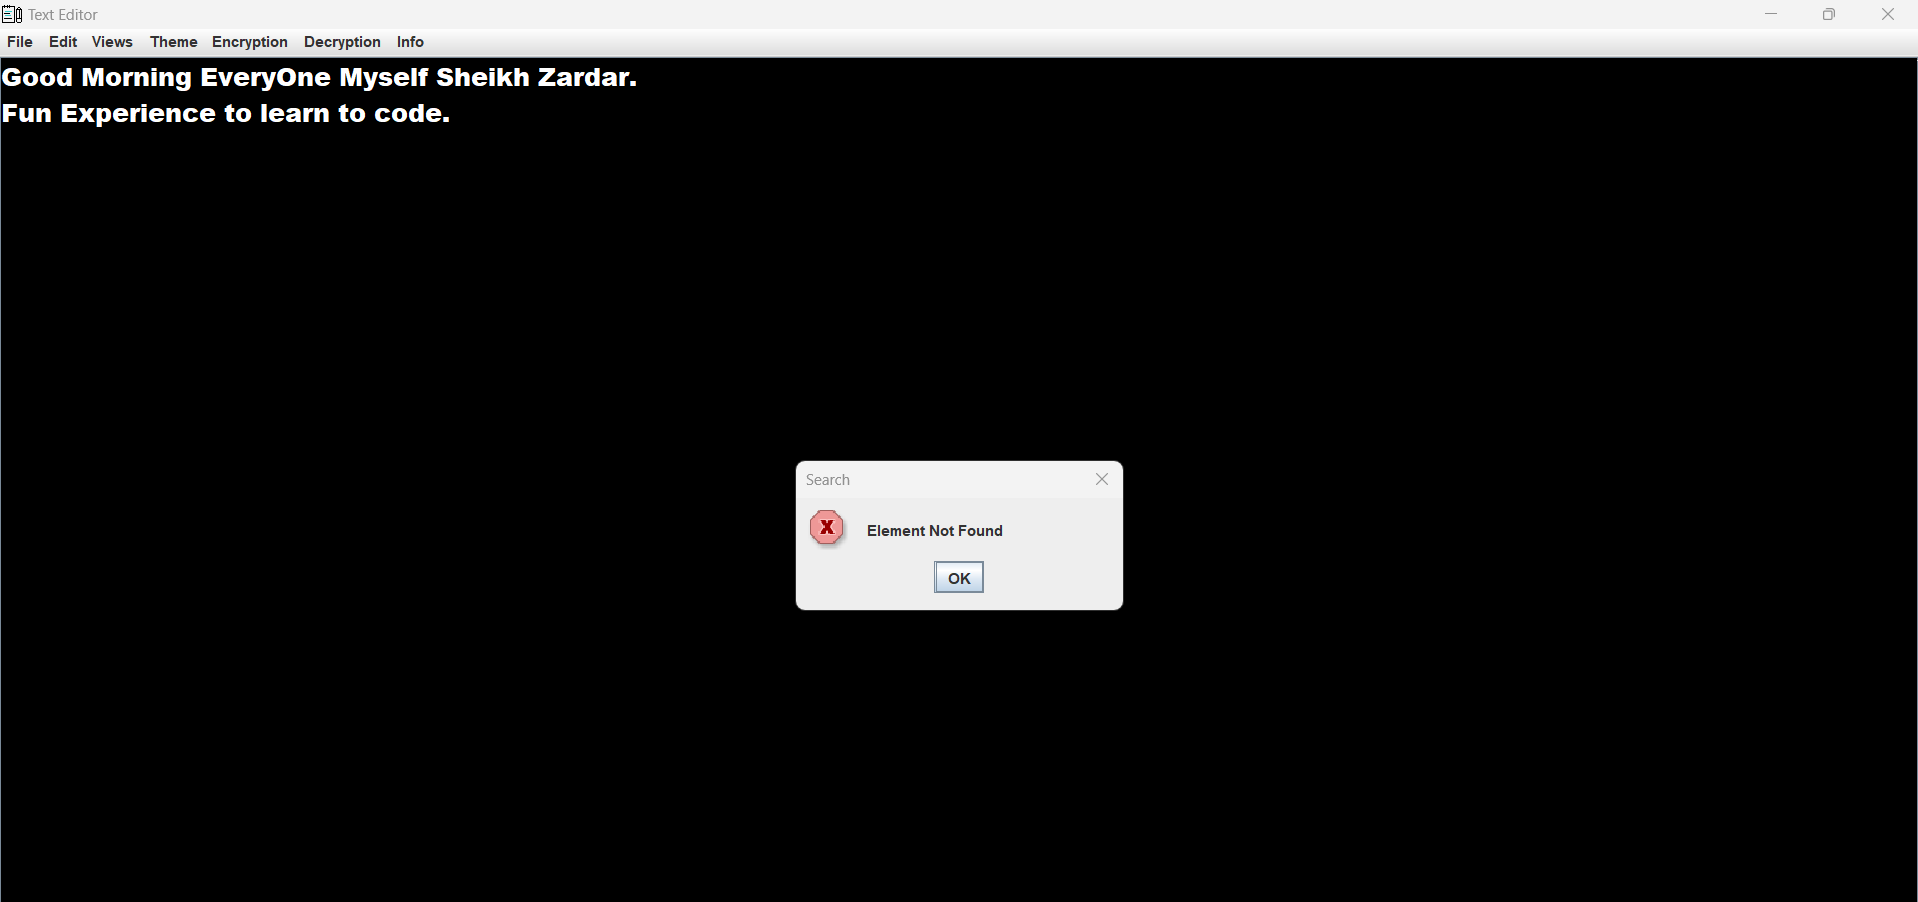 Text Editor
File Edit Views Theme Encryption Decryption Info
Good Morning EveryOne Myself Sheikh Zardar.
Fun Experience to learn to code.
Search
X Element Not Found
OK